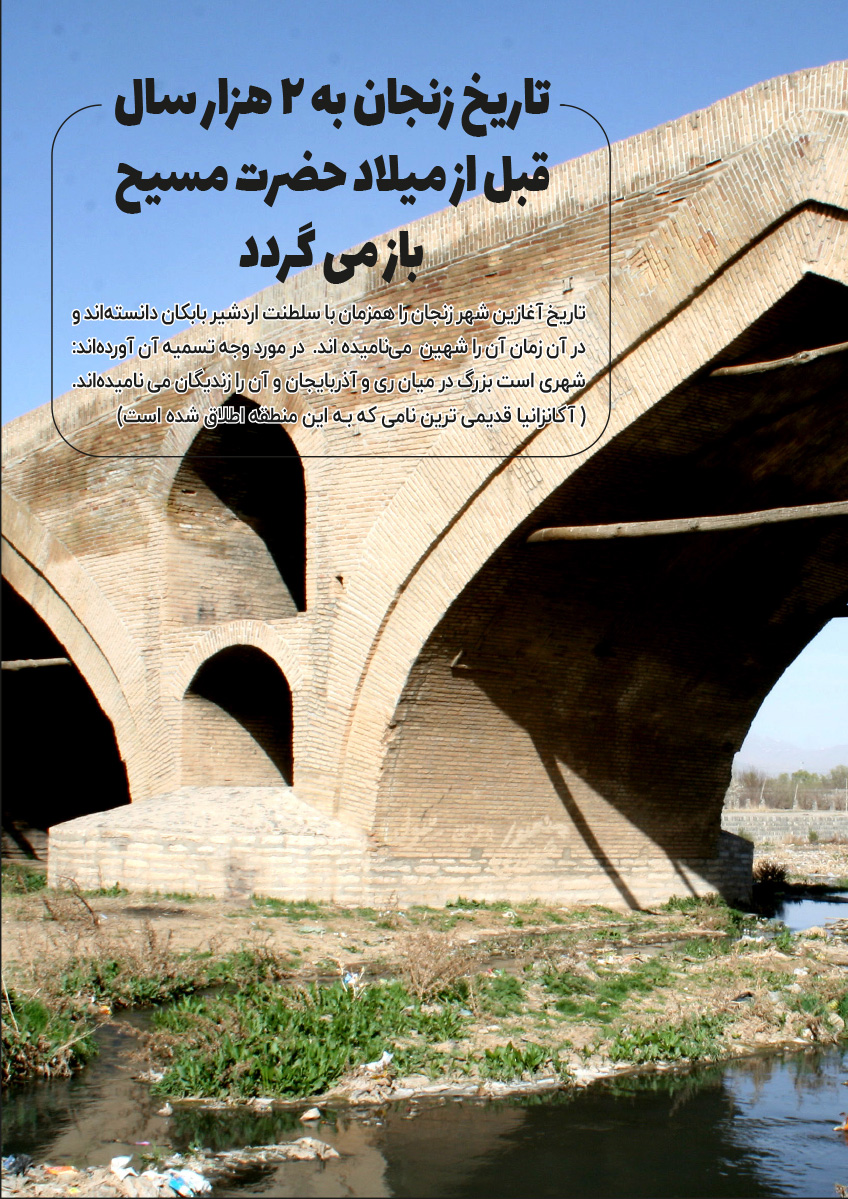 تاریخ زنجان به ۲ هزار سال
قبل از میلاد حضرت مسیح
باز می گردد
تاریخ آغازین شهر زنجان را همزمان با سلطنت اردشیر بابکان دانسته‌اند و
در آن زمان آن را شهین می‌نامیده اند. در مورد وجه تسمیه آن آورده‌اند:
شهری است بزرگ در میان ری و آذربایجان و آن را زندیگان می نامیده‌اند.
( آگانزانیا قدیمی ترین نامی که به این منطقه اطلاق شده است)